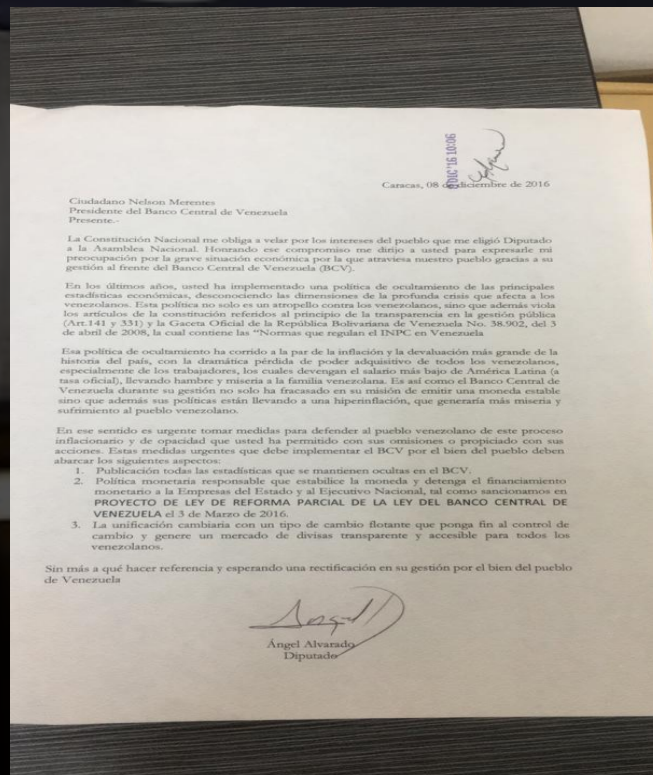 DIC'16 10:06
Caracas, 08 de diciembre de 2016
Ciudadano Nelson Merentes
Presidente del Banco Central de Venezuela
Presente.-
La Constitución Nacional me obliga a velar por los intereses del pueblo que me eligió Diputado
a la Asamblea Nacional. Honrando ese compromiso me dirijo a usted para expresarle mi
preocupación por la grave situación económica por la que atraviesa nuestro pueblo gracias a su
gestión al frente del Banco Central de Venezuela (BCV).
En los últimos años, usted ha implementado una política de ocultamiento de las principales
estadísticas económicas, desconociendo las dimensiones de la profunda crisis que afecta a los
venezolanos. Esta política no solo es un atropello contra los venezolanos, sino que además viola
los artículos de la constitución referidos al principio de la transparencia en la gestión pública
(Art.141 y 331) y la Gaceta Oficial de la República Bolivariana de Venezuela No. 38.902, del 3
de abril de 2008, la cual contiene las “Normas que regulan el INPC en Venezuela
Esa política de ocultamiento ha corrido a la par de la inflación y la devaluación más grande de la
historia del país, con la dramática pérdida de poder adquisitivo de todos los venezolanos,
especialmente de los trabajadores, los cuales devengan el salario más bajo de América Latina (a
tasa oficial), llevando hambre y miseria a la familia venezolana. Es así como el Banco Central de
Venezuela durante su gestión no solo ha fracasado en su misión de emitir una moneda estable
sino que además sus políticas están llevando a una hiperinflación, que generaría más miseria y
sufrimiento al pueblo venezolano.
En ese sentido es urgente tomar medidas para defender al pueblo venezolano de este proceso
inflacionario y de opacidad que usted ha permitido con sus omisiones o propiciado con sus
acciones. Estas medidas urgentes que debe implementar el BCV por el bien del pueblo deben
abarcar los siguientes aspectos:
1. Publicación todas las estadísticas que se mantienen ocultas en el BCV.
2. Política monetaria responsable que estabilice la moneda y detenga el financiamiento
monetario a la Empresas del Estado y al Ejecutivo Nacional, tal como sancionamos en
PROYECTO DE LEY DE REFORMA PARCIAL DE LA LEY DEL BANCO CENTRAL DE
VENEZUELA el 3 de Marzo de 2016.
3. La unificación cambiaria con un tipo de cambio flotante que ponga fin al control de
cambio y genere un mercado de divisas transparente y accesible para todos los
venezolanos.
Sin más a qué hacer referencia y esperando una rectificación en su gestión por el bien del pueblo
de Venezuela
Ángel Alvarado
Diputado